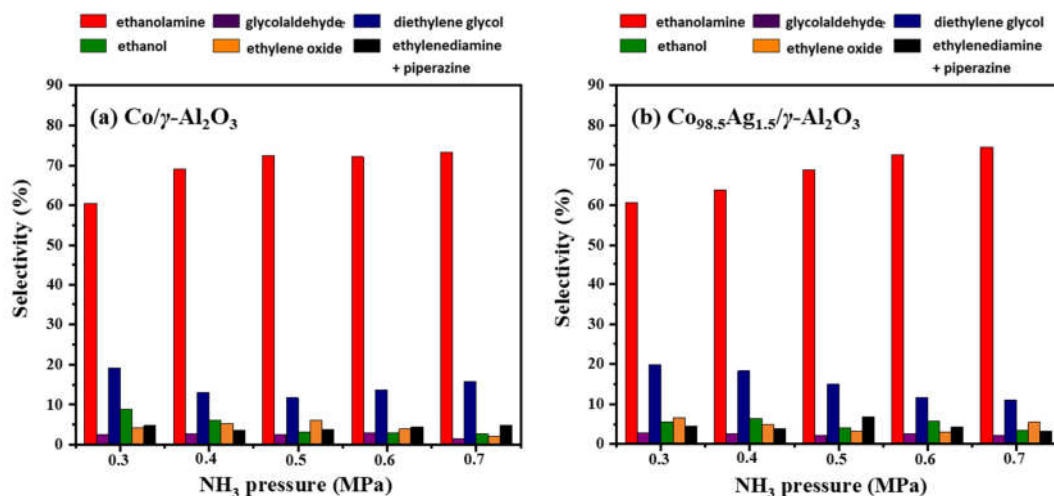 ethanolamine glycolaldehyde diethylene glycol
ethanol ethylene oxide ethylenediamine
+ piperazine
(a) Co/γ-Al₂O₃
90
80
70
60
50
40
30
20
10
0
Selectivity (%)
0.3 0.4 0.5 0.6 0.7
NH₃ pressure (MPa)
ethanolamine glycolaldehyde diethylene glycol
ethanol ethylene oxide ethylenediamine
+ piperazine
(b) Co₉₈.₅Ag₁.₅/γ-Al₂O₃
90
80
70
60
50
40
30
20
10
0
Selectivity (%)
0.3 0.4 0.5 0.6 0.7
NH₃ pressure (MPa)